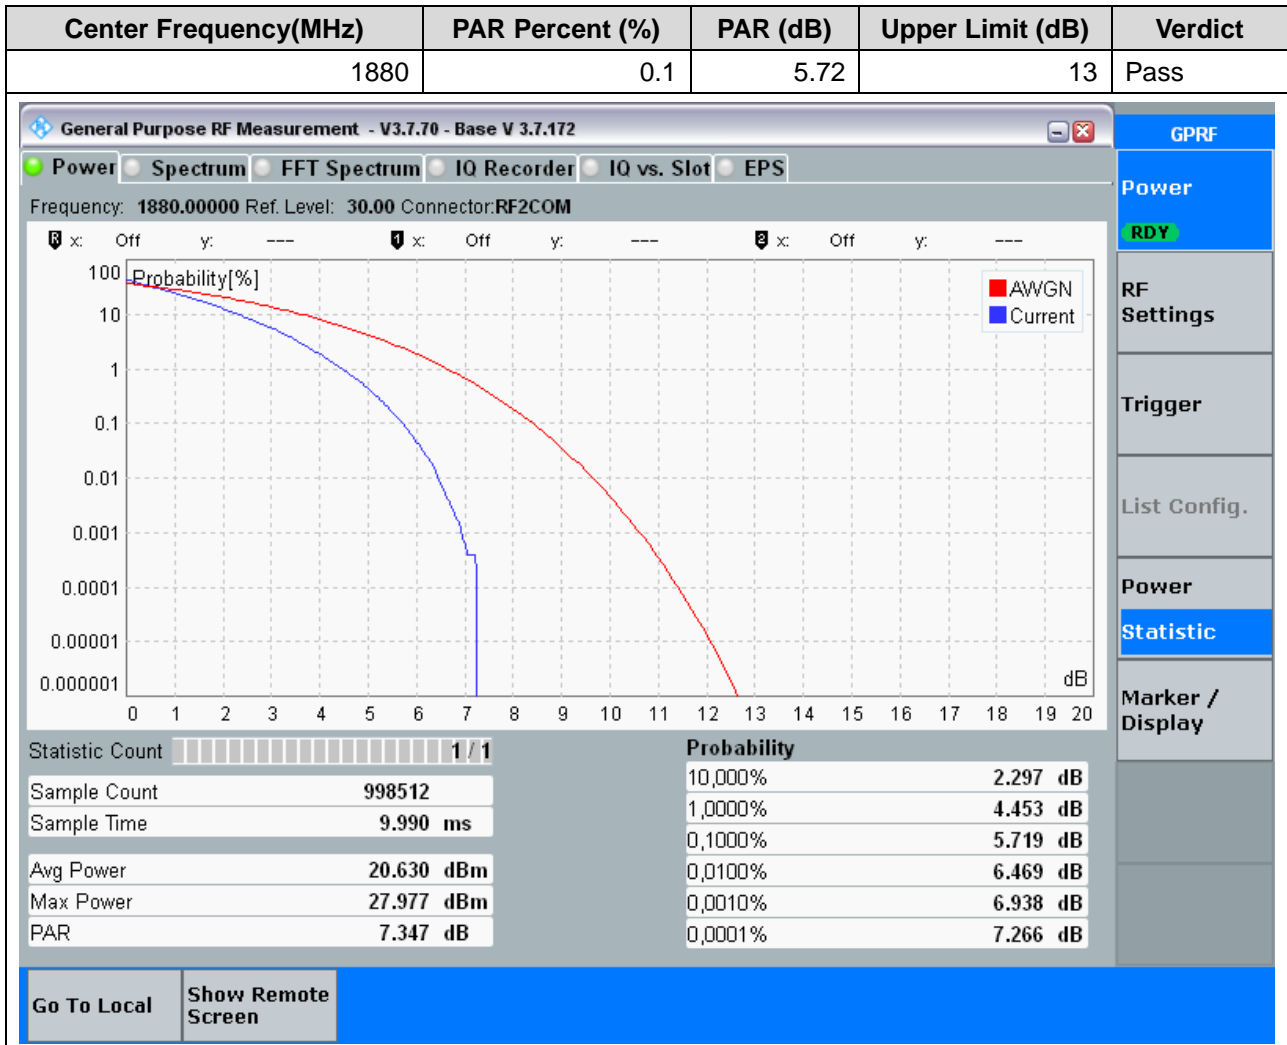 Center Frequency(MHz) PAR Percent (%) PAR (dB) Upper Limit (dB) Verdict
1880 0.1 5.72 13 Pass
General Purpose RF Measurement - V3.7.70 - Base V 3.7.172
GPRF
Power Spectrum FFT Spectrum IQ Recorder IQ vs. Slot EPS
Power
RDY
Frequency: 1880.00000 Ref. Level: 30.00 Connector:RF2COM
R x: Off y: --- 1 x: Off y: --- 2 x: Off y: ---
Probability[%]
AWGN
Current
100
10
1
0.1
0.01
0.001
0.0001
0.00001
0.000001
dB
0 1 2 3 4 5 6 7 8 9 10 11 12 13 14 15 16 17 18 19 20
RF
Settings
Trigger
List Config.
Power
Statistic
Marker /
Display
Statistic Count 1 / 1
Sample Count 998512
Sample Time 9.990 ms
Avg Power 20.630 dBm
Max Power 27.977 dBm
PAR 7.347 dB
Probability
10,000% 2.297 dB
1,0000% 4.453 dB
0,1000% 5.719 dB
0,0100% 6.469 dB
0,0010% 6.938 dB
0,0001% 7.266 dB
Go To Local
Show Remote
Screen